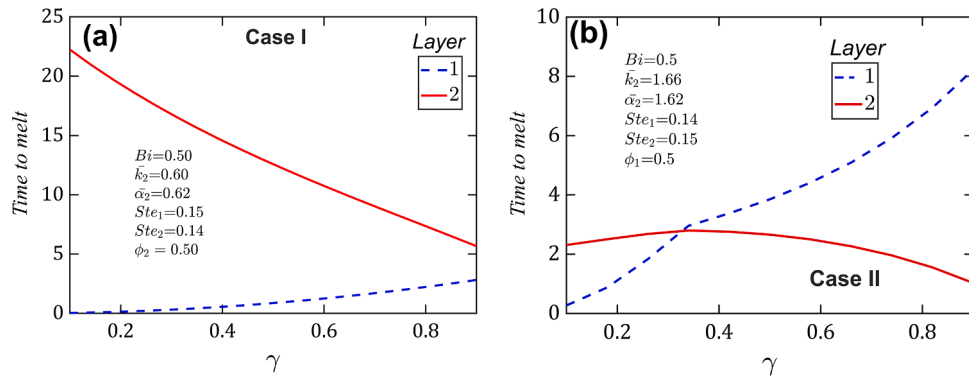 (a)
Case I
Layer
1
2
Bi=0.50
k̄₂=0.60
ᾱ₂=0.62
Ste₁=0.15
Ste₂=0.14
ϕ₂ = 0.50
Time to melt
25
20
15
10
5
0
0.2
0.4
0.6
0.8
γ
(b)
Layer
1
2
Bi=0.5
k̄₂=1.66
ᾱ₂=1.62
Ste₁=0.14
Ste₂=0.15
ϕ₁=0.5
Case II
Time to melt
10
8
6
4
2
0
0.2
0.4
0.6
0.8
γ